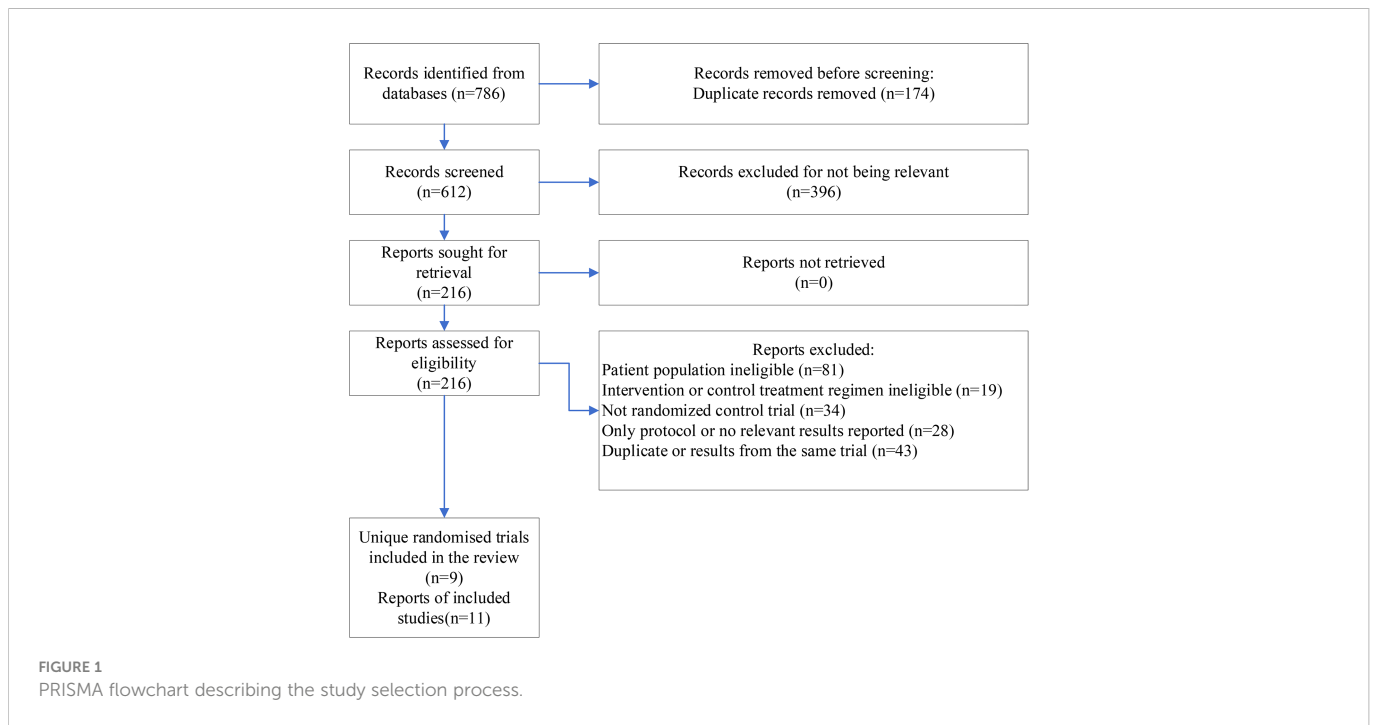 Records identified from
databases (n=786)
Records removed before screening:
Duplicate records removed (n=174)
Records screened
(n=612)
Records excluded for not being relevant
(n=396)
Reports sought for
retrieval
(n=216)
Reports not retrieved
(n=0)
Reports assessed for
eligibility
(n=216)
Reports excluded:
Patient population ineligible (n=81)
Intervention or control treatment regimen ineligible (n=19)
Not randomized control trial (n=34)
Only protocol or no relevant results reported (n=28)
Duplicate or results from the same trial (n=43)
Unique randomised trials
included in the review
(n=9)
Reports of included
studies(n=11)
FIGURE 1
PRISMA flowchart describing the study selection process.